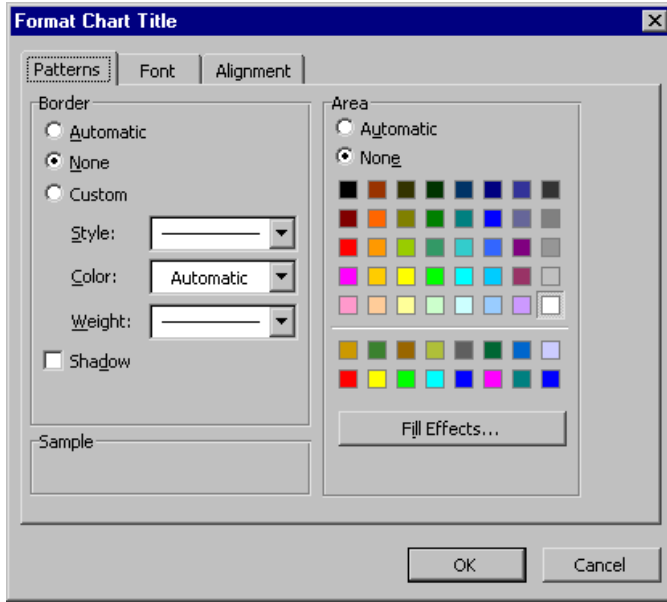 Format Chart Title
Patterns Font Alignment
Border
Automatic
None
Custom
Style:
Color: Automatic
Weight:
Shadow
Sample
Area
Automatic
None
Fill Effects...
OK Cancel